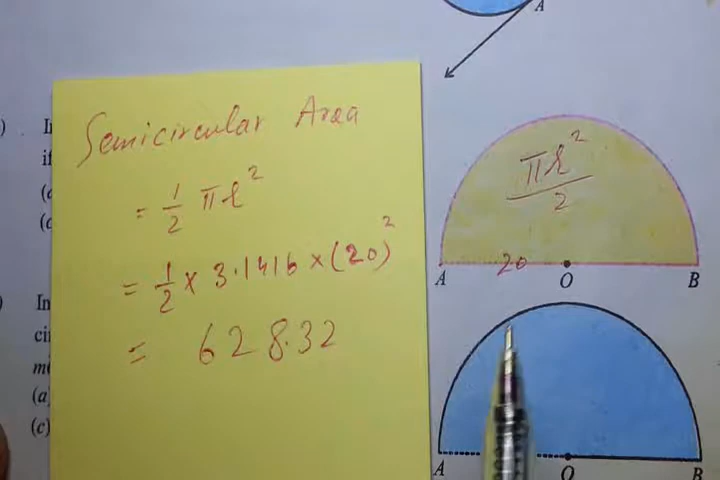 A
)
Semicircular Area
= 1/2 πr²
= 1/2 × 3.1416 × (20)²
= 628.32
πr²/2
20
A O B
(c)
A O B